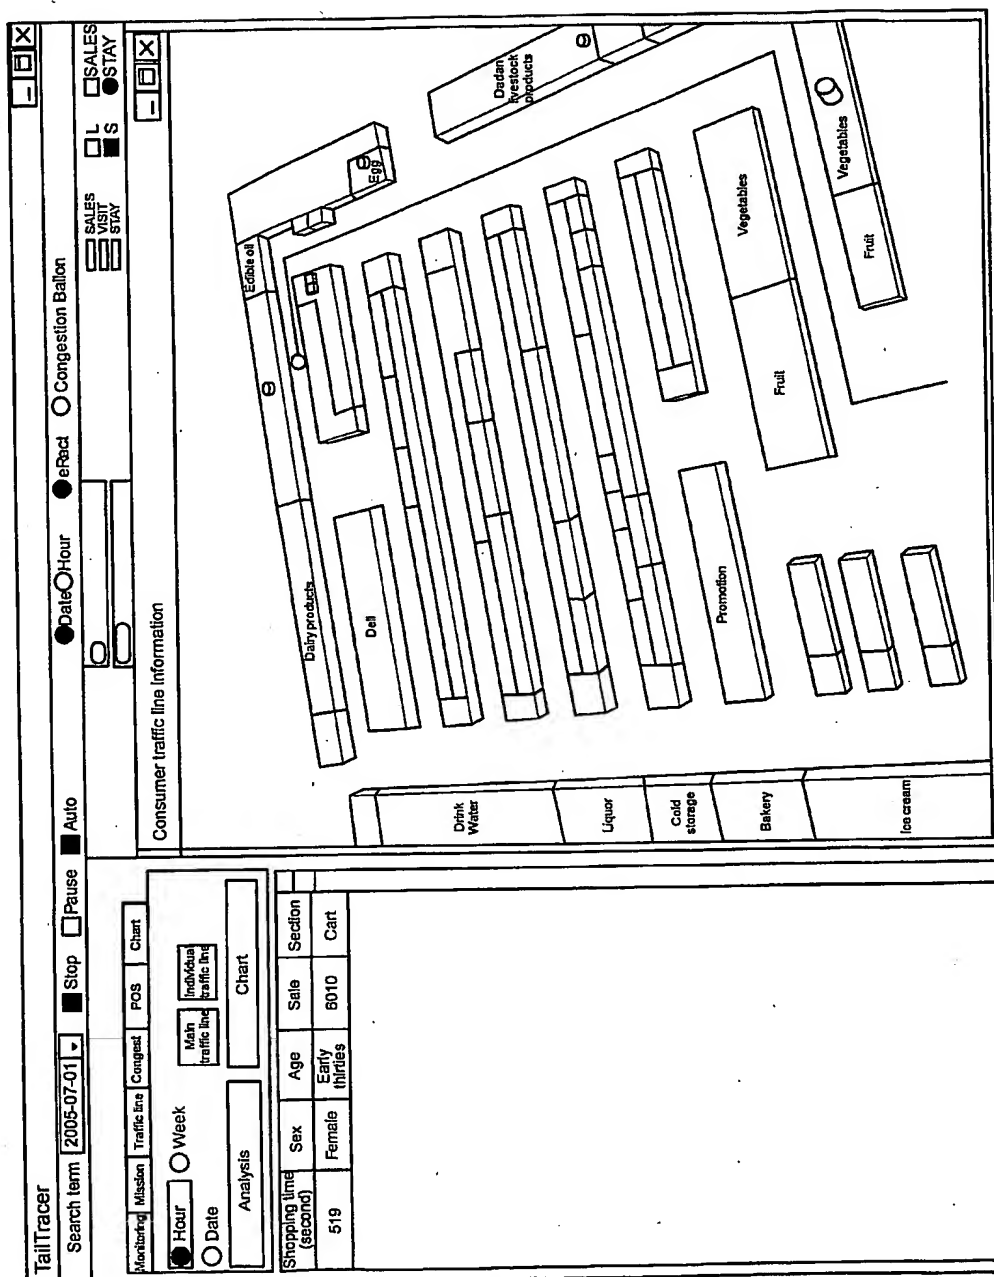 TailTracer
Search term 2005-07-01 Stop Pause Auto
Date Hour eRact Congestion Ballon
SALES
VISIT
STAY
L
S
SALES
STAY
Monitoring Mission Traffic line Congest POS Chart
Hour Week
Date
Main
traffic line
Individual
traffic line
Analysis
Chart
Shopping time
(second) Sex Age Sale Section
519 Female Early
thirties 6010 Cart
Consumer traffic line Information
Dairy products
Edible oil
Egg
Dadan
livestock
products
Deli
Promotion
Fruit
Vegetables
Fruit
Vegetables
Drink
Water
Liquor
Cold
storage
Bakery
Ice cream